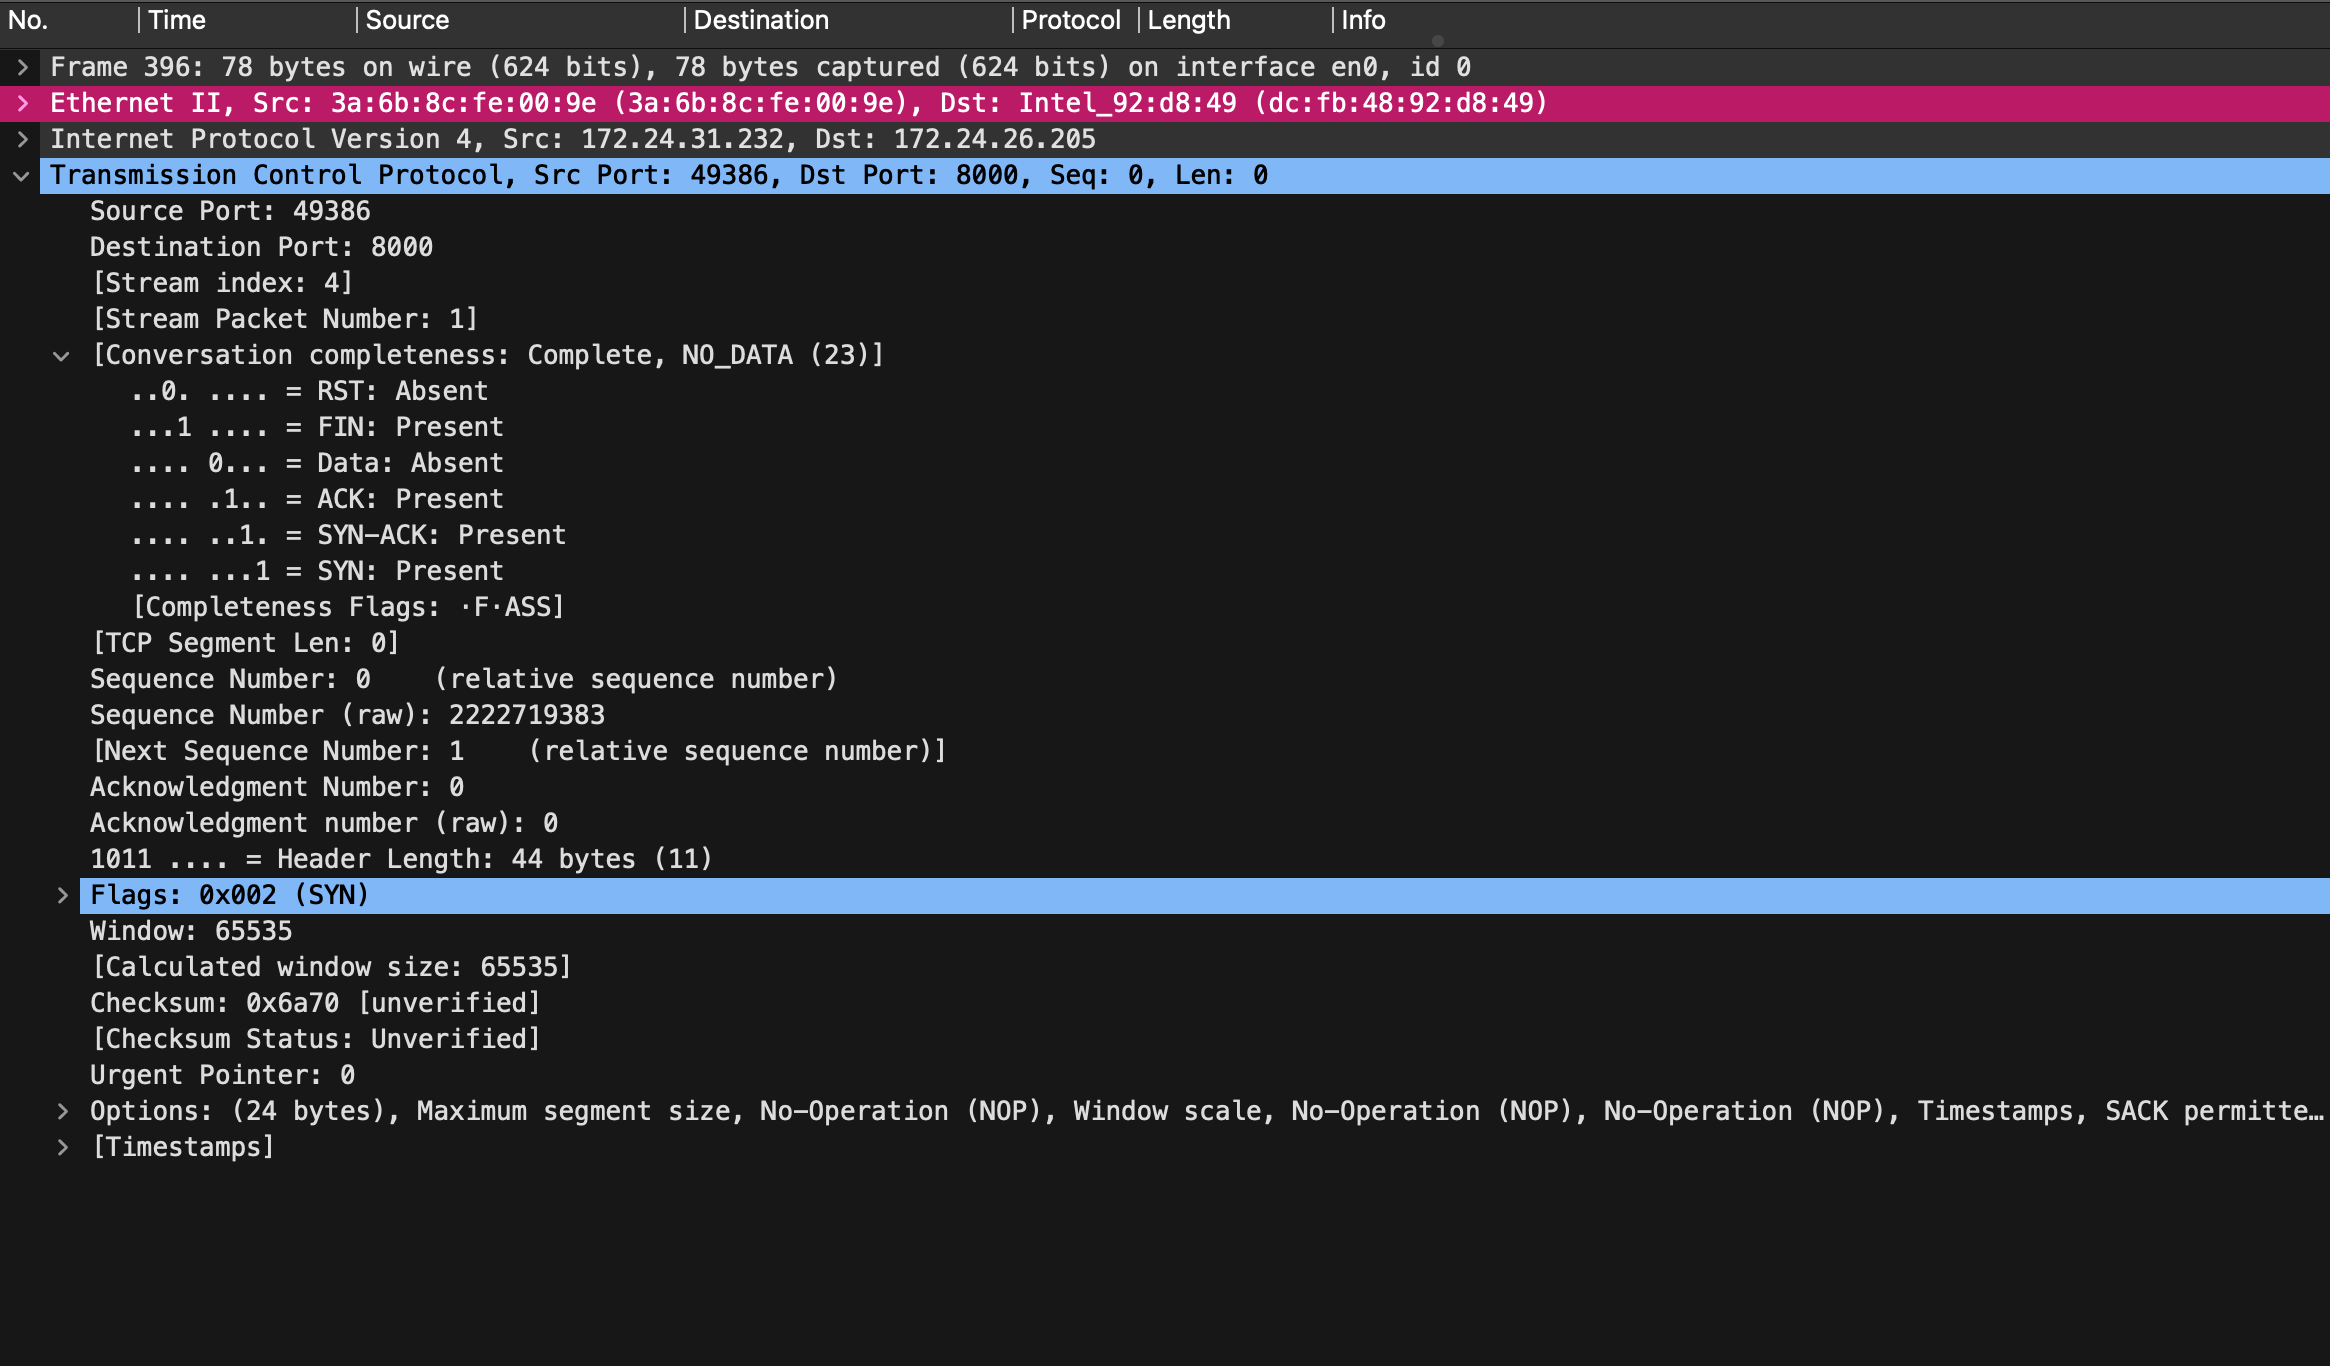 No. Time Source Destination Protocol Length Info
Frame 396: 78 bytes on wire (624 bits), 78 bytes captured (624 bits) on interface en0, id 0
Ethernet II, Src: 3a:6b:8c:fe:00:9e (3a:6b:8c:fe:00:9e), Dst: Intel_92:d8:49 (dc:fb:48:92:d8:49)
Internet Protocol Version 4, Src: 172.24.31.232, Dst: 172.24.26.205
Transmission Control Protocol, Src Port: 49386, Dst Port: 8000, Seq: 0, Len: 0
Source Port: 49386
Destination Port: 8000
[Stream index: 4]
[Stream Packet Number: 1]
[Conversation completeness: Complete, NO_DATA (23)]
..0. .... = RST: Absent
...1 .... = FIN: Present
.... 0... = Data: Absent
.... .1.. = ACK: Present
.... ..1. = SYN-ACK: Present
.... ...1 = SYN: Present
[Completeness Flags: ·F·ASS]
[TCP Segment Len: 0]
Sequence Number: 0    (relative sequence number)
Sequence Number (raw): 2222719383
[Next Sequence Number: 1    (relative sequence number)]
Acknowledgment Number: 0
Acknowledgment number (raw): 0
1011 .... = Header Length: 44 bytes (11)
Flags: 0x002 (SYN)
Window: 65535
[Calculated window size: 65535]
Checksum: 0x6a70 [unverified]
[Checksum Status: Unverified]
Urgent Pointer: 0
Options: (24 bytes), Maximum segment size, No-Operation (NOP), Window scale, No-Operation (NOP), No-Operation (NOP), Timestamps, SACK permitte…
[Timestamps]